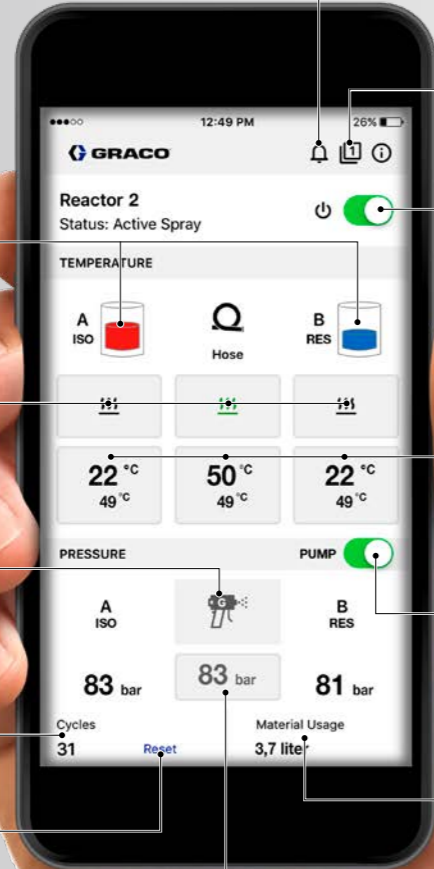 12:49 PM
26%
GRACO
1
Reactor 2
Status: Active Spray
TEMPERATURE
A
ISO
Hose
B
RES
22 °C
49 °C
50 °C
49 °C
22 °C
49 °C
PRESSURE
PUMP
A
ISO
G
B
RES
83 bar
83 bar
81 bar
Cycles
Material Usage
31
Reset
3,7 liter